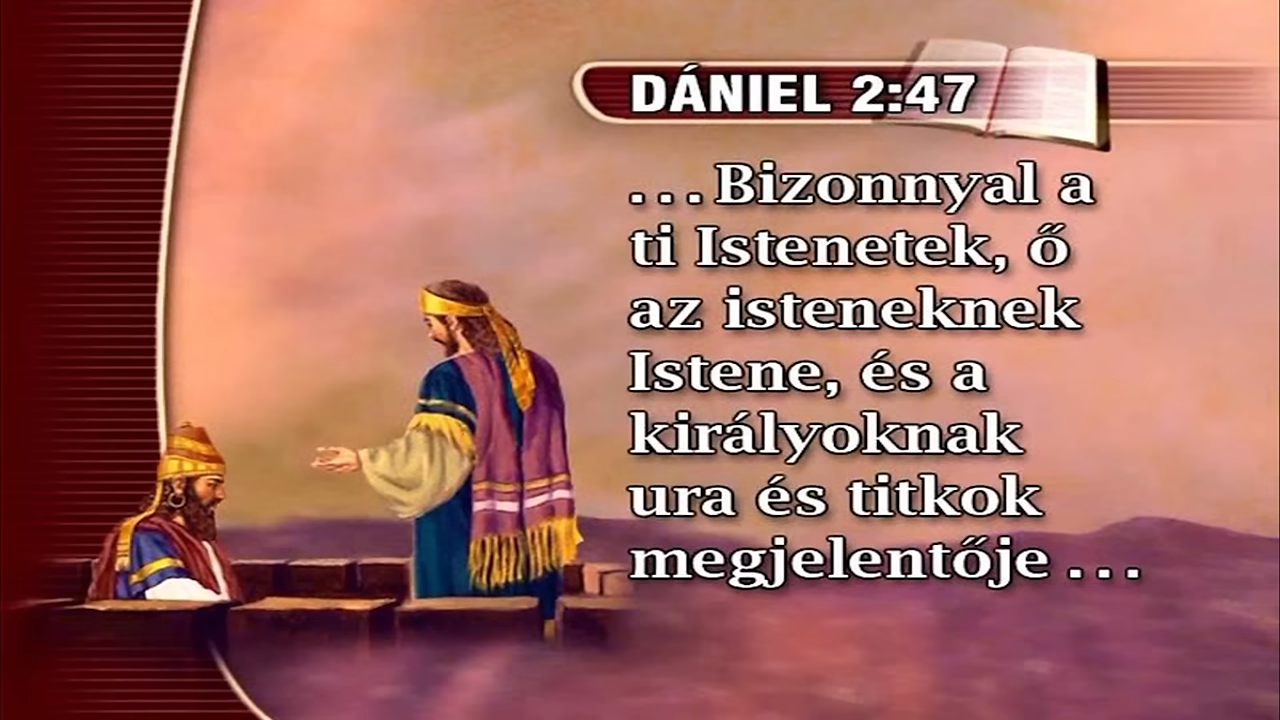 DÁNIEL 2:47
...Bizonnyal a
ti Istenetek, ő
az isteneknek
Istene, és a
királyoknak
ura és titkok
megjelentője ...